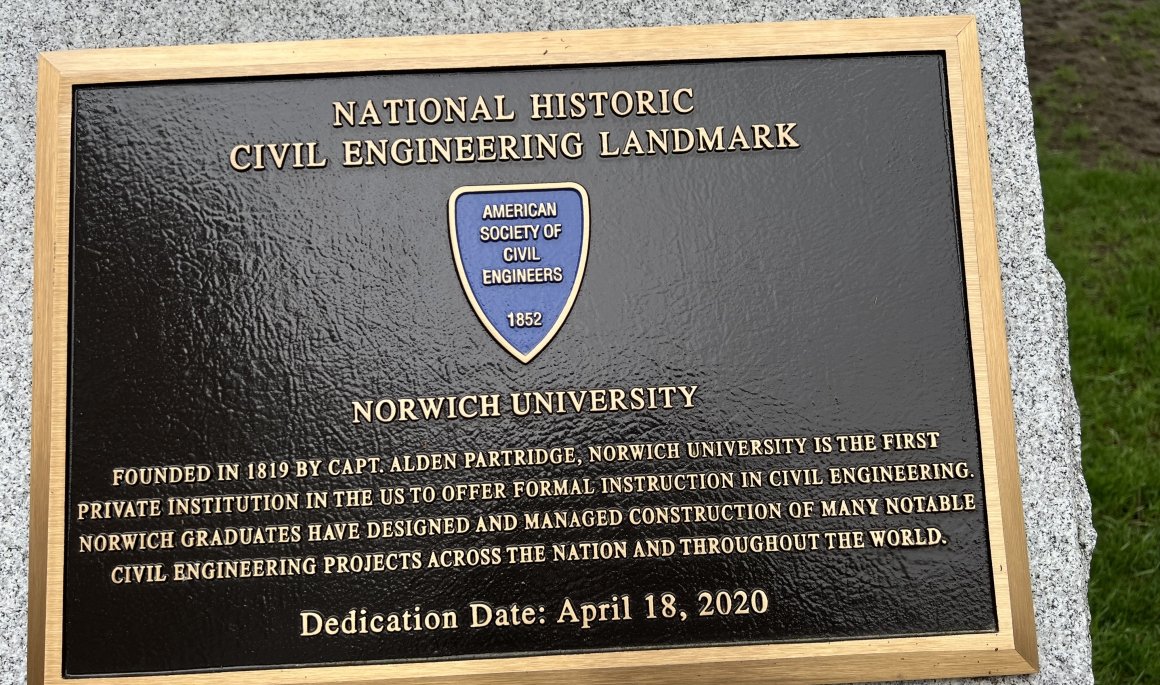 NATIONAL HISTORIC
CIVIL ENGINEERING LANDMARK
AMERICAN
SOCIETY OF
CIVIL
ENGINEERS
1852
NORWICH UNIVERSITY
FOUNDED IN 1819 BY CAPT. ALDEN PARTRIDGE, NORWICH UNIVERSITY IS THE FIRST
PRIVATE INSTITUTION IN THE US TO OFFER FORMAL INSTRUCTION IN CIVIL ENGINEERING.
NORWICH GRADUATES HAVE DESIGNED AND MANAGED CONSTRUCTION OF MANY NOTABLE
CIVIL ENGINEERING PROJECTS ACROSS THE NATION AND THROUGHOUT THE WORLD.
Dedication Date: April 18, 2020